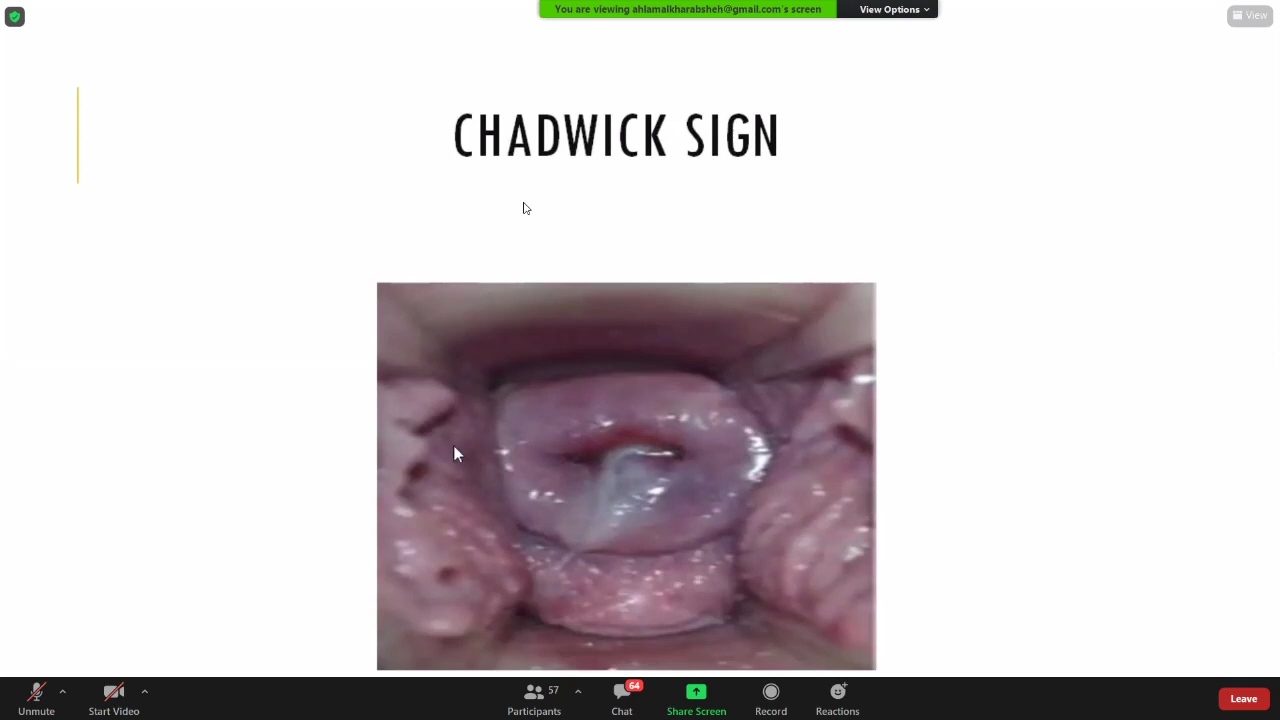 You are viewing ahlamalkharabsheh@gmail.com's screen
View Options
View
CHADWICK SIGN
Unmute
Start Video
57
Participants
64
Chat
Share Screen
Record
Reactions
Leave